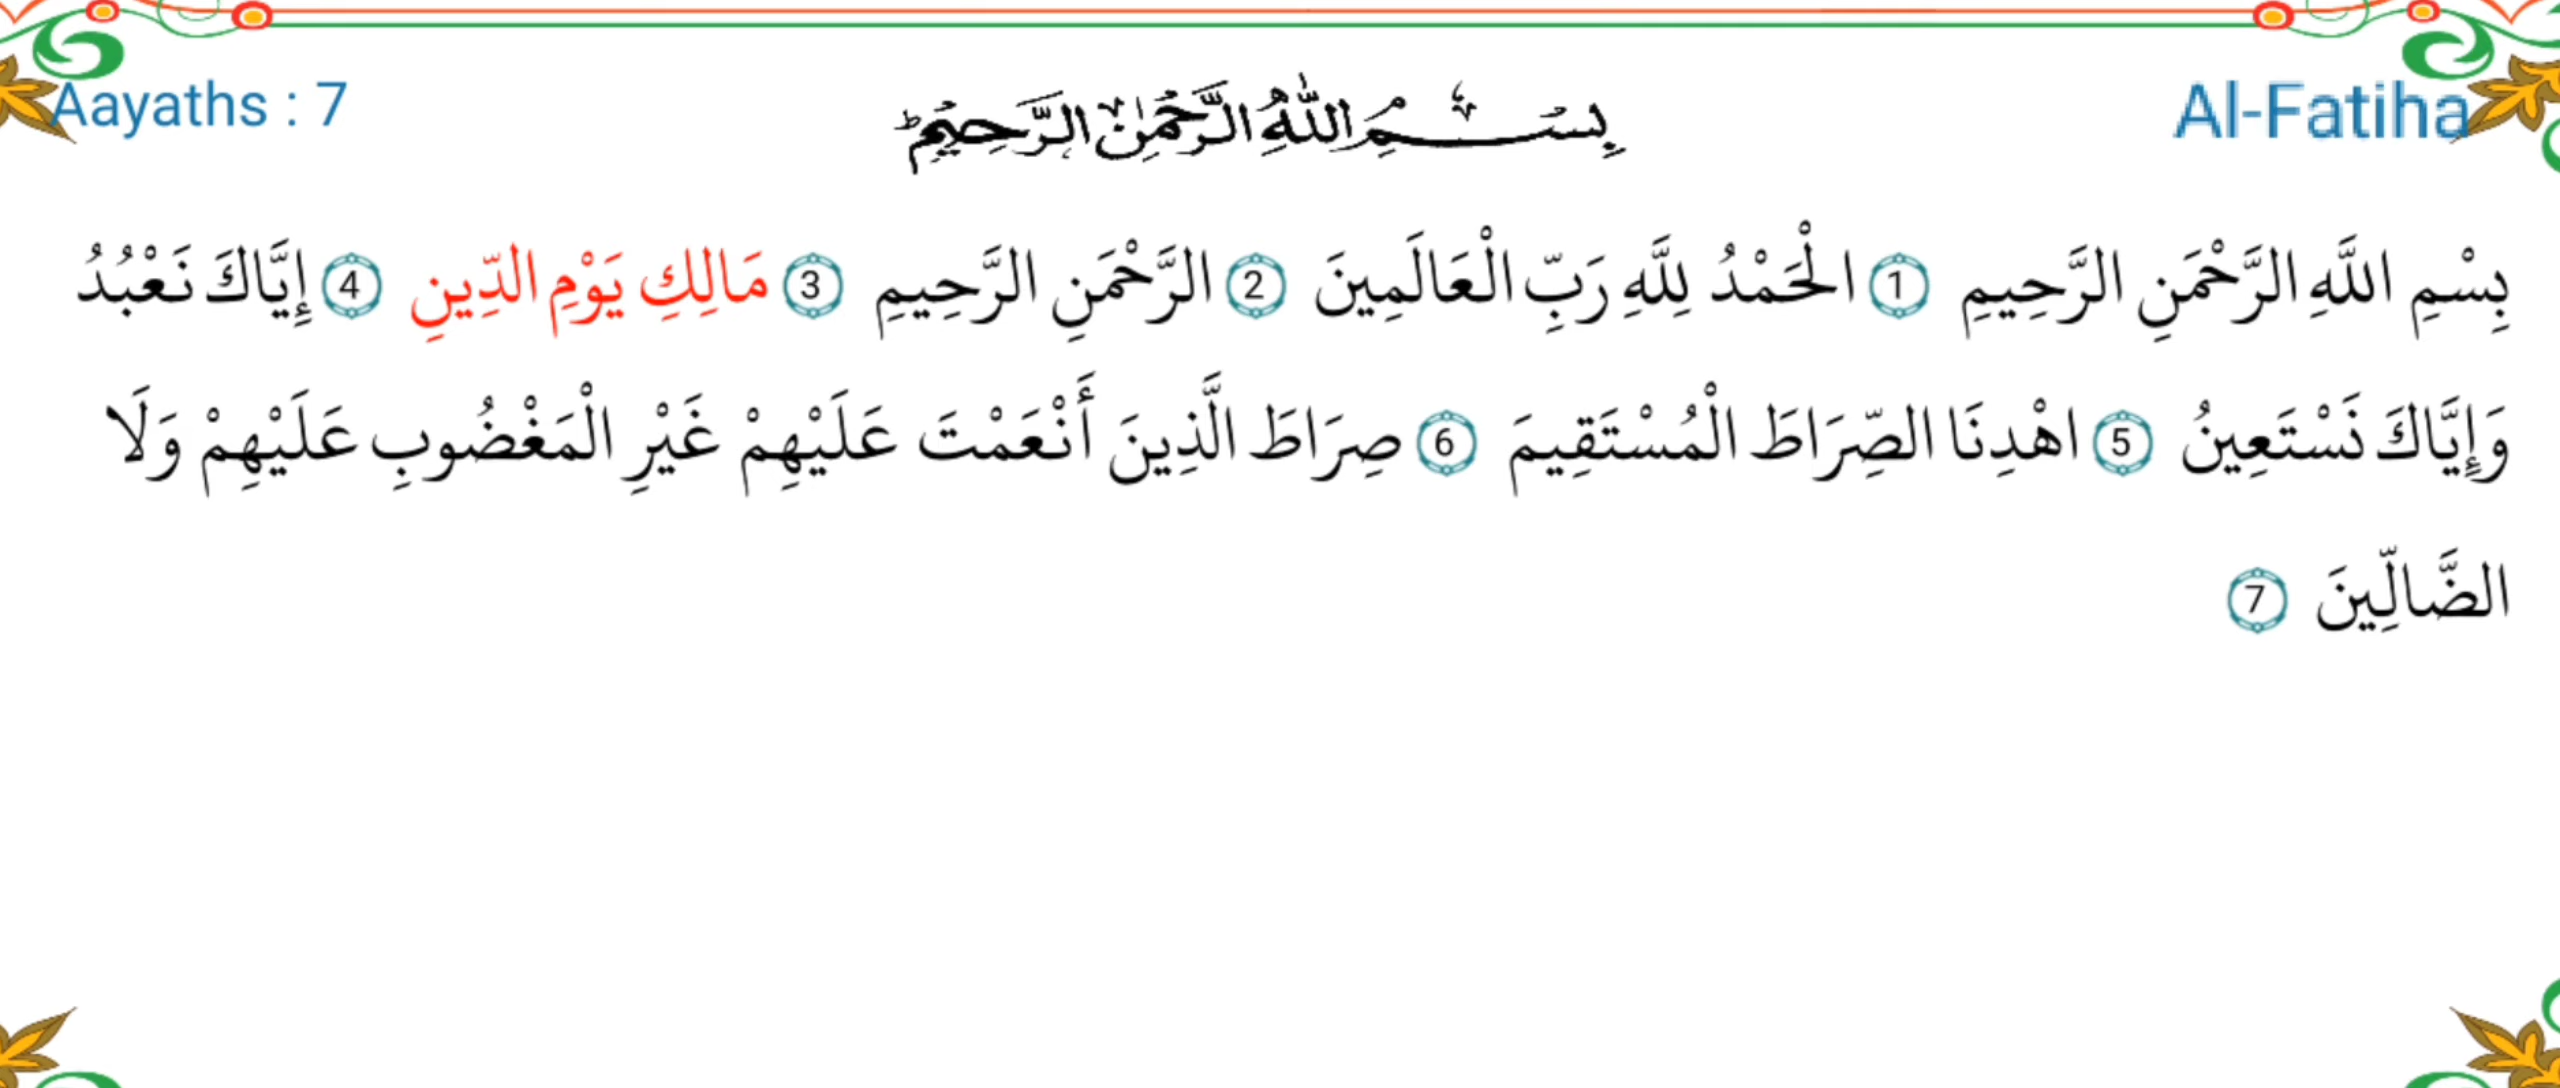 Aayaths : 7
بِسْمِ اللهِ الرَّحْمٰنِ الرَّحِيْمِ ط
Al-Fatiha
بِسْمِ اللَّهِ الرَّحْمَنِ الرَّحِيمِ 1 الْحَمْدُ لِلَّهِ رَبِّ الْعَالَمِينَ 2 الرَّحْمَنِ الرَّحِيمِ 3 مَالِكِ يَوْمِ الدِّينِ 4 إِيَّاكَ نَعْبُدُ
وَإِيَّاكَ نَسْتَعِينُ 5 اهْدِنَا الصِّرَاطَ الْمُسْتَقِيمَ 6 صِرَاطَ الَّذِينَ أَنْعَمْتَ عَلَيْهِمْ غَيْرِ الْمَغْضُوبِ عَلَيْهِمْ وَلَا
الضَّالِّينَ 7